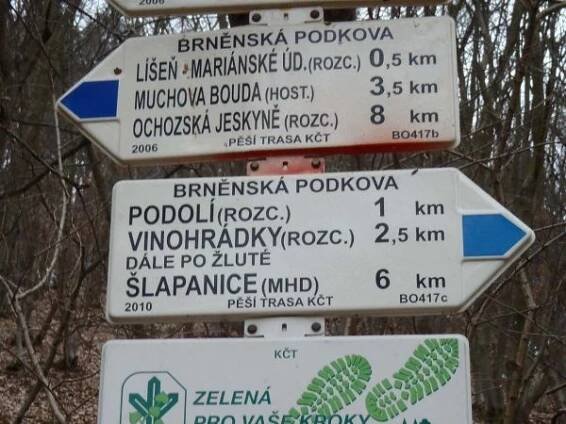 2006
BRNĚNSKÁ PODKOVA
LÍŠEŇ - MARIÁNSKÉ ÚD.(ROZC.) 0,5 km
MUCHOVA BOUDA (HOST.) 3,5 km
OCHOZSKÁ JESKYNĚ (ROZC.) 8 km
2006 PĚŠÍ TRASA KČT BO417b
BRNĚNSKÁ PODKOVA
PODOLÍ(ROZC.) 1 km
VINOHRÁDKY(ROZC.) 2,5 km
DÁLE PO ŽLUTÉ
ŠLAPANICE (MHD) 6 km
2010 PĚŠÍ TRASA KČT BO417c
KČT
ZELENÁ
PRO VAŠE KROKY